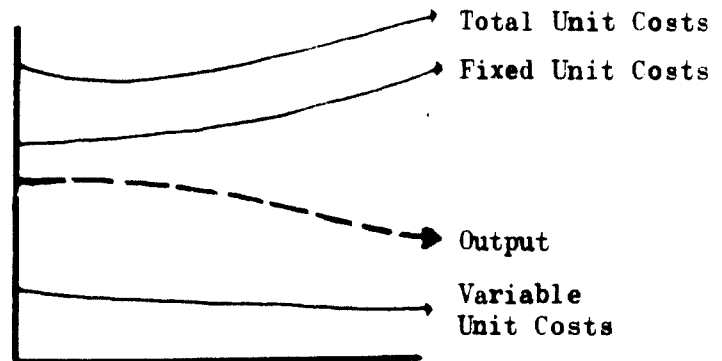 Total Unit Costs
Fixed Unit Costs
Output
Variable
Unit Costs